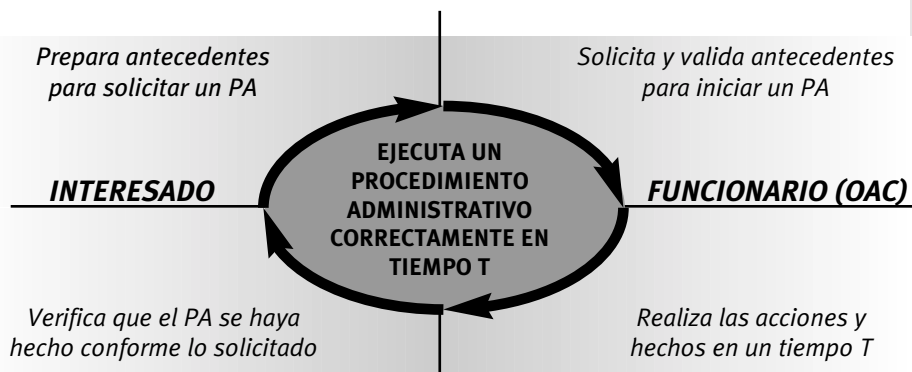 Prepara antecedentes
para solicitar un PA
Solicita y valida antecedentes
para iniciar un PA
EJECUTA UN
PROCEDIMIENTO
ADMINISTRATIVO
CORRECTAMENTE EN
TIEMPO T
INTERESADO
FUNCIONARIO (OAC)
Verifica que el PA se haya
hecho conforme lo solicitado
Realiza las acciones y
hechos en un tiempo T